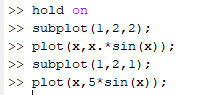 >> hold on
>> subplot(1,2,2);
>> plot(x,x.*sin(x));
>> subplot(1,2,1);
>> plot(x,5*sin(x));